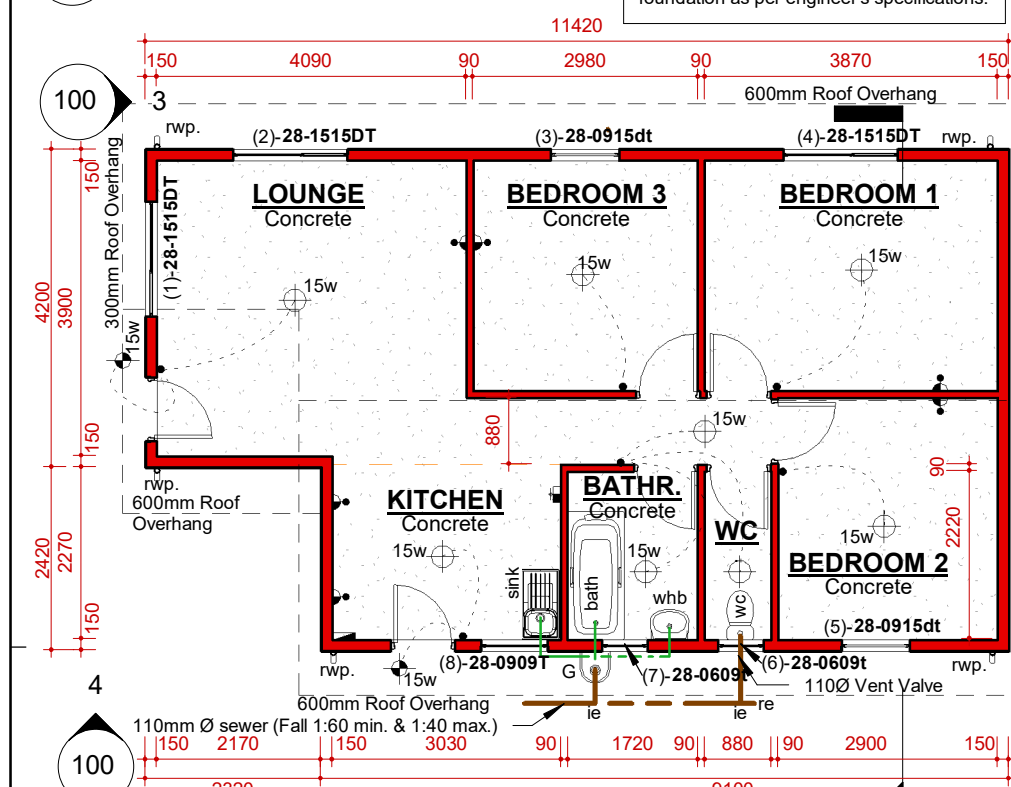 foundation as per engineer's specifications.
11420
150 4090 90 2980 90 3870 150
600mm Roof Overhang
100 3
rwp. (2)-28-1515DT (3)-28-0915dt (4)-28-1515DT rwp.
LOUNGE BEDROOM 3 BEDROOM 1
Concrete Concrete Concrete
150
300mm Roof Overhang
(1)-28-1515DT
15w 15w 15w
4200 3900
15w
880
15w
150
90
rwp.
600mm Roof
Overhang
KITCHEN BATHR.
Concrete Concrete
WC
15w 15w 15w
2220
BEDROOM 2
Concrete
2420 2270
sink bath whb wc
150
(5)-28-0915dt
rwp. (8)-28-0909T G (7)-28-0609t (6)-28-0609t rwp.
15w
110Ø Vent Valve
4
600mm Roof Overhang
ie ie re
110mm Ø sewer (Fall 1:60 min. & 1:40 max.)
150 2170 150 3030 90 1720 90 880 90 2900 150
100